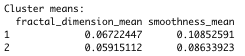 Cluster means:
fractal_dimension_mean smoothness_mean
1 0.06722447 0.10852591
2 0.05915112 0.08633923